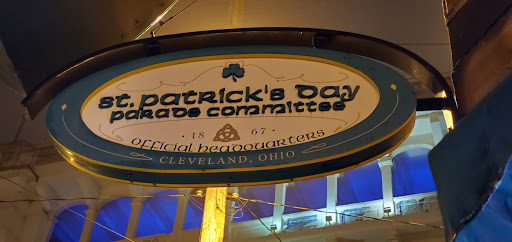 St. Patrick's Day
Parade Committee
· 18 67 ·
Official Headquarters
CLEVELAND, OHIO